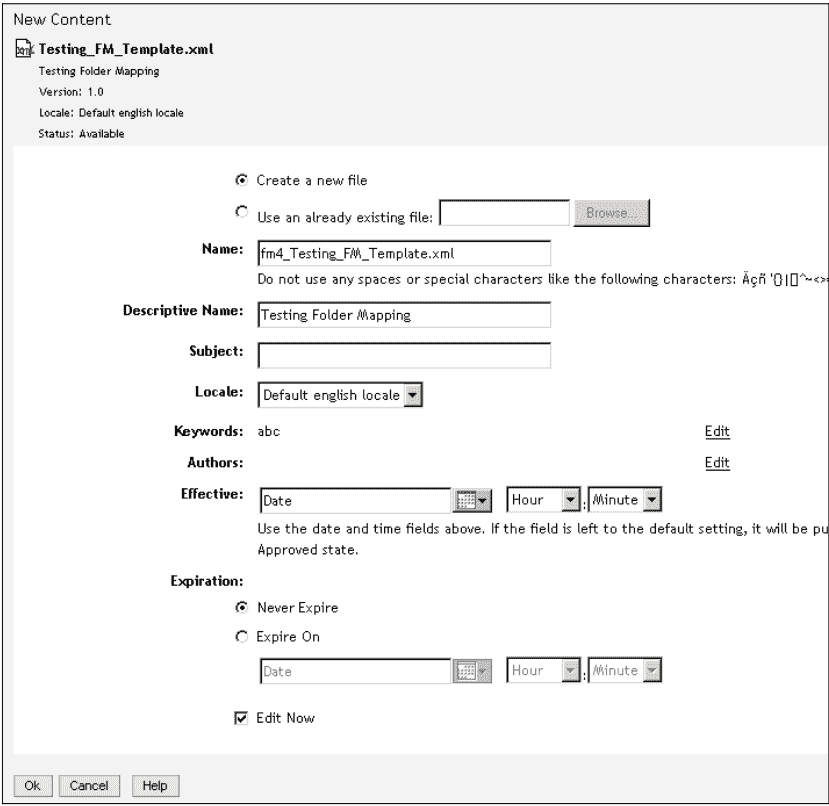 New Content
Testing_FM_Template.xml
Testing Folder Mapping
Version: 1.0
Locale: Default english locale
Status: Available
Create a new file
Use an already existing file: Browse...
Name: fm4_Testing_FM_Template.xml
Do not use any spaces or special characters like the following characters: Äçñ '{}|[]^~<>
Descriptive Name: Testing Folder Mapping
Subject:
Locale: Default english locale
Keywords: abc Edit
Authors: Edit
Effective: Date Hour : Minute
Use the date and time fields above. If the field is left to the default setting, it will be pu
Approved state.
Expiration:
Never Expire
Expire On
Date Hour : Minute
Edit Now
Ok Cancel Help